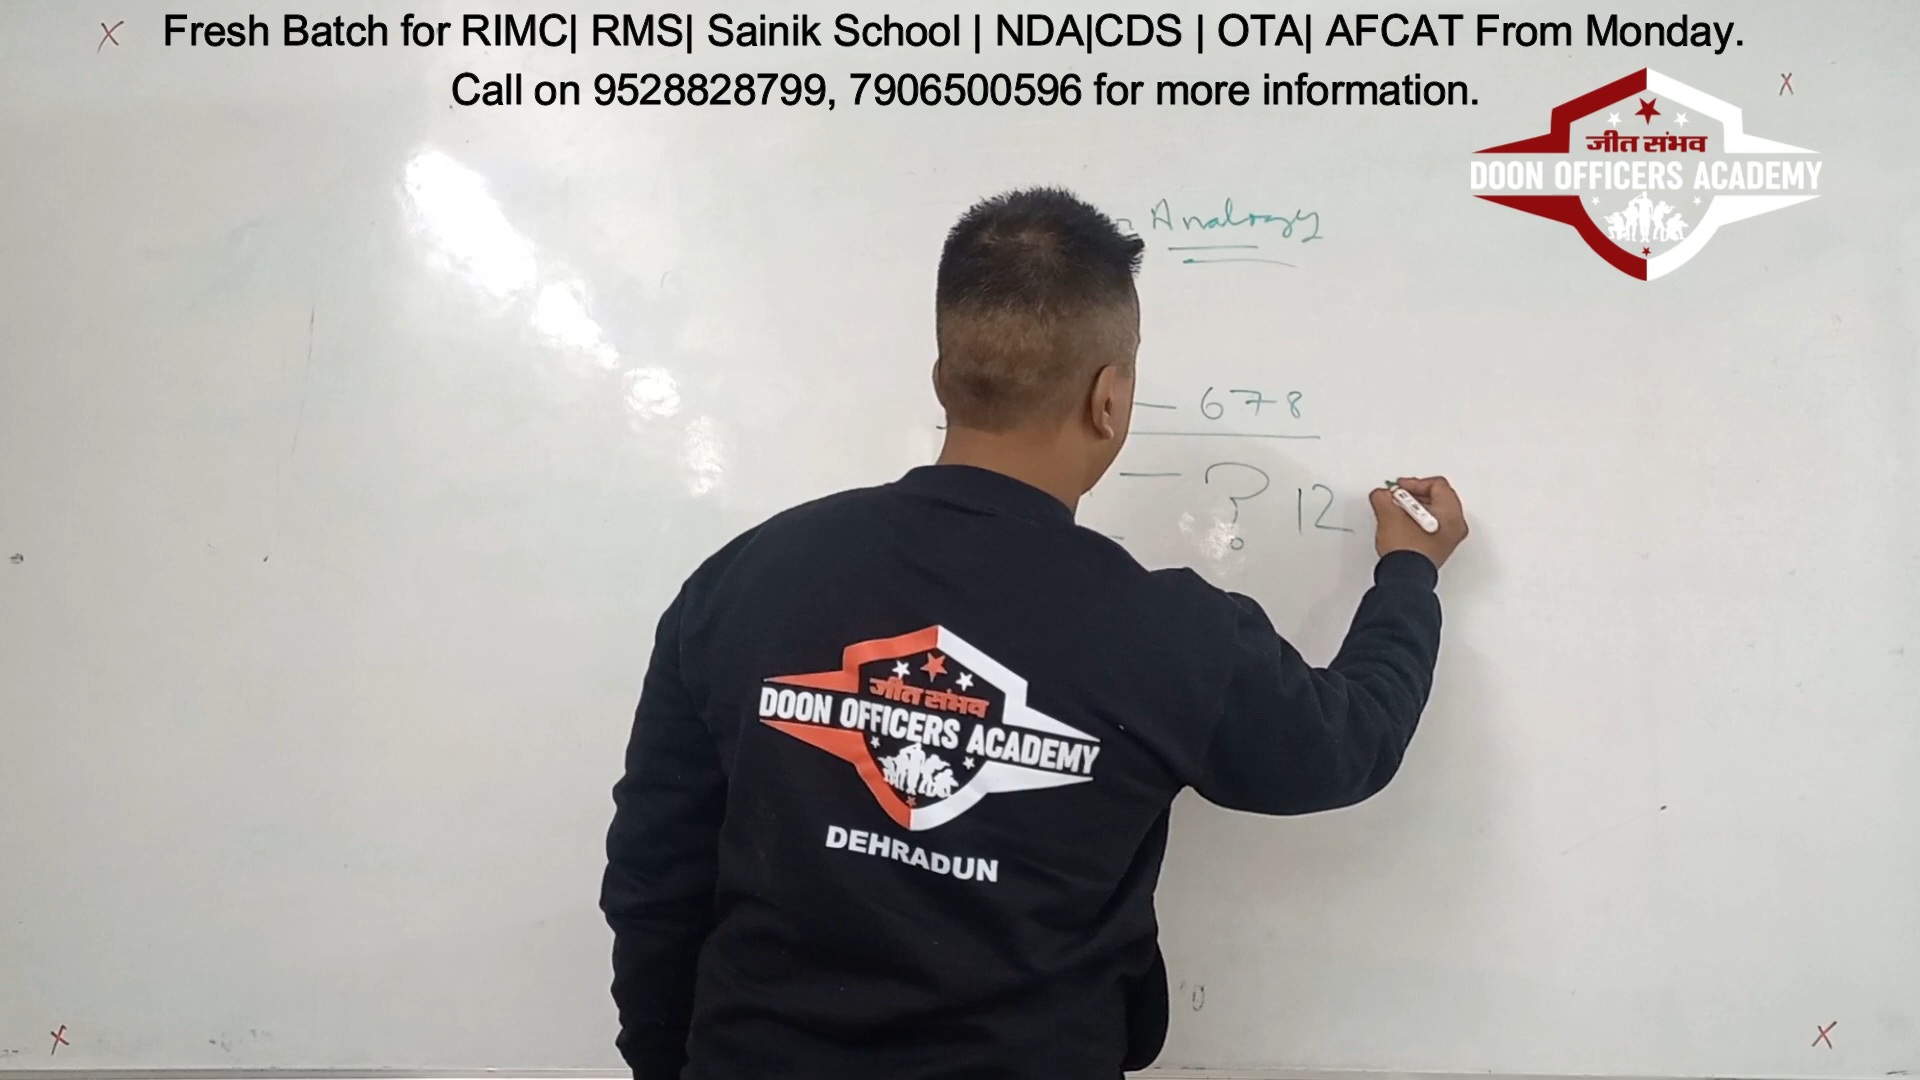 Fresh Batch for RIMC| RMS| Sainik School | NDA|CDS | OTA| AFCAT From Monday.
Call on 9528828799, 7906500596 for more information.
जीत संभव
DOON OFFICERS ACADEMY
Analogy
— 678
— ? 12
जीत संभव
DOON OFFICERS ACADEMY
DEHRADUN